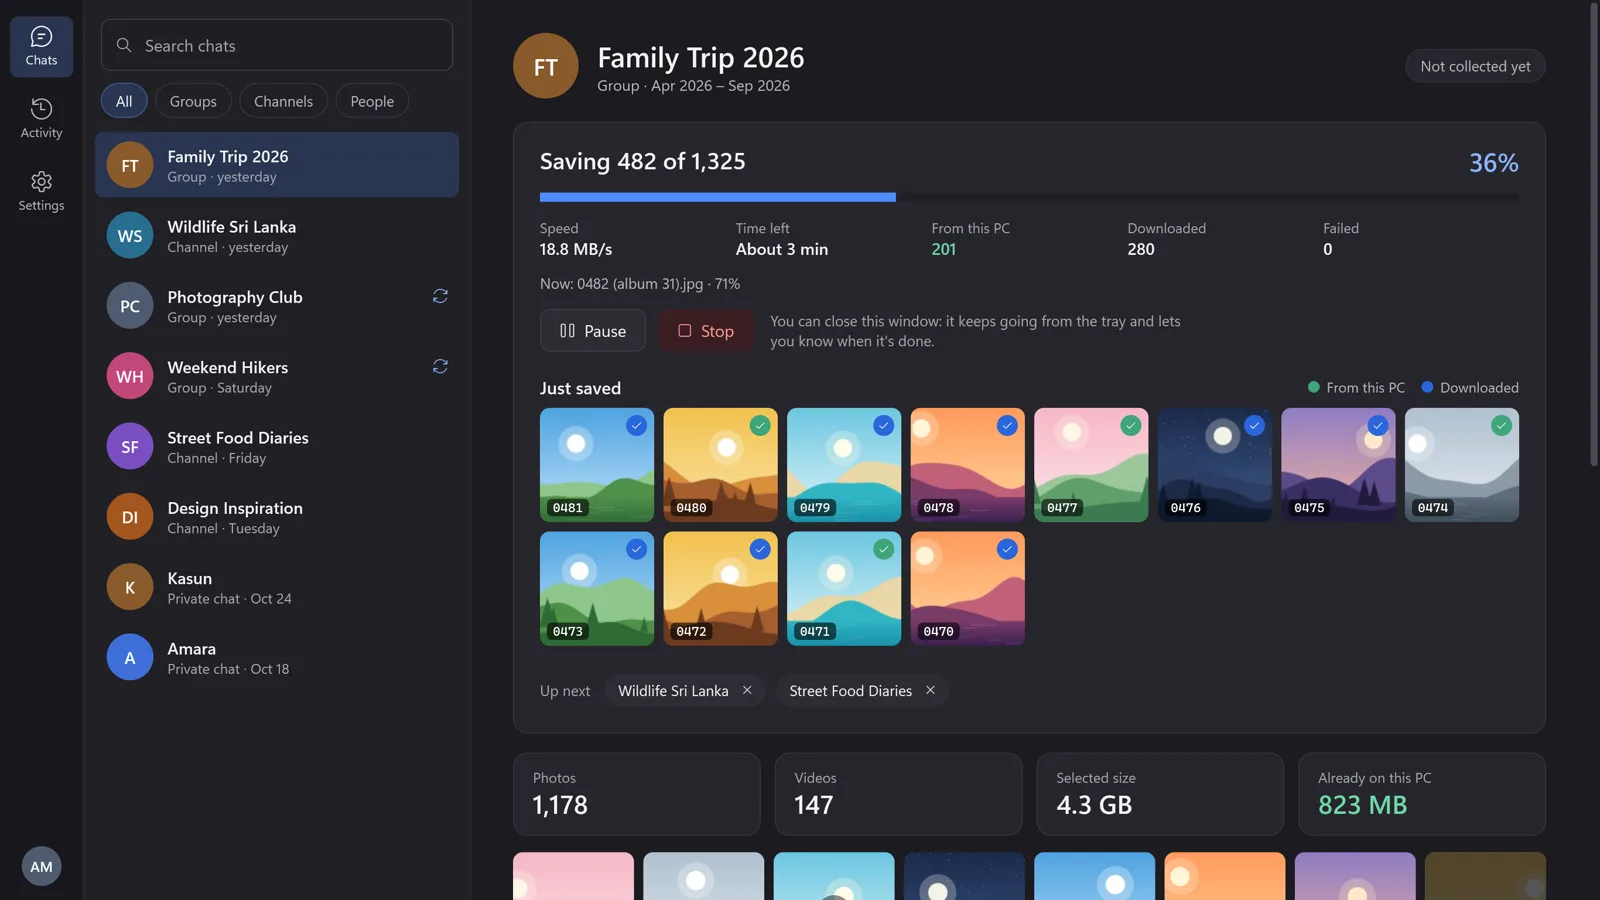 Chats
Activity
Settings
AM
Search chats
All
Groups
Channels
People
FT
Family Trip 2026
Group · yesterday
WS
Wildlife Sri Lanka
Channel · yesterday
PC
Photography Club
Group · yesterday
WH
Weekend Hikers
Group · Saturday
SF
Street Food Diaries
Channel · Friday
DI
Design Inspiration
Channel · Tuesday
K
Kasun
Private chat · Oct 24
A
Amara
Private chat · Oct 18
FT
Family Trip 2026
Group · Apr 2026 – Sep 2026
Not collected yet
Saving 482 of 1,325
36%
Speed
18.8 MB/s
Time left
About 3 min
From this PC
201
Downloaded
280
Failed
0
Now: 0482 (album 31).jpg · 71%
Pause
Stop
You can close this window: it keeps going from the tray and lets
you know when it's done.
Just saved
From this PC
Downloaded
0481
0480
0479
0478
0477
0476
0475
0474
0473
0472
0471
0470
Up next
Wildlife Sri Lanka
Street Food Diaries
Photos
1,178
Videos
147
Selected size
4.3 GB
Already on this PC
823 MB